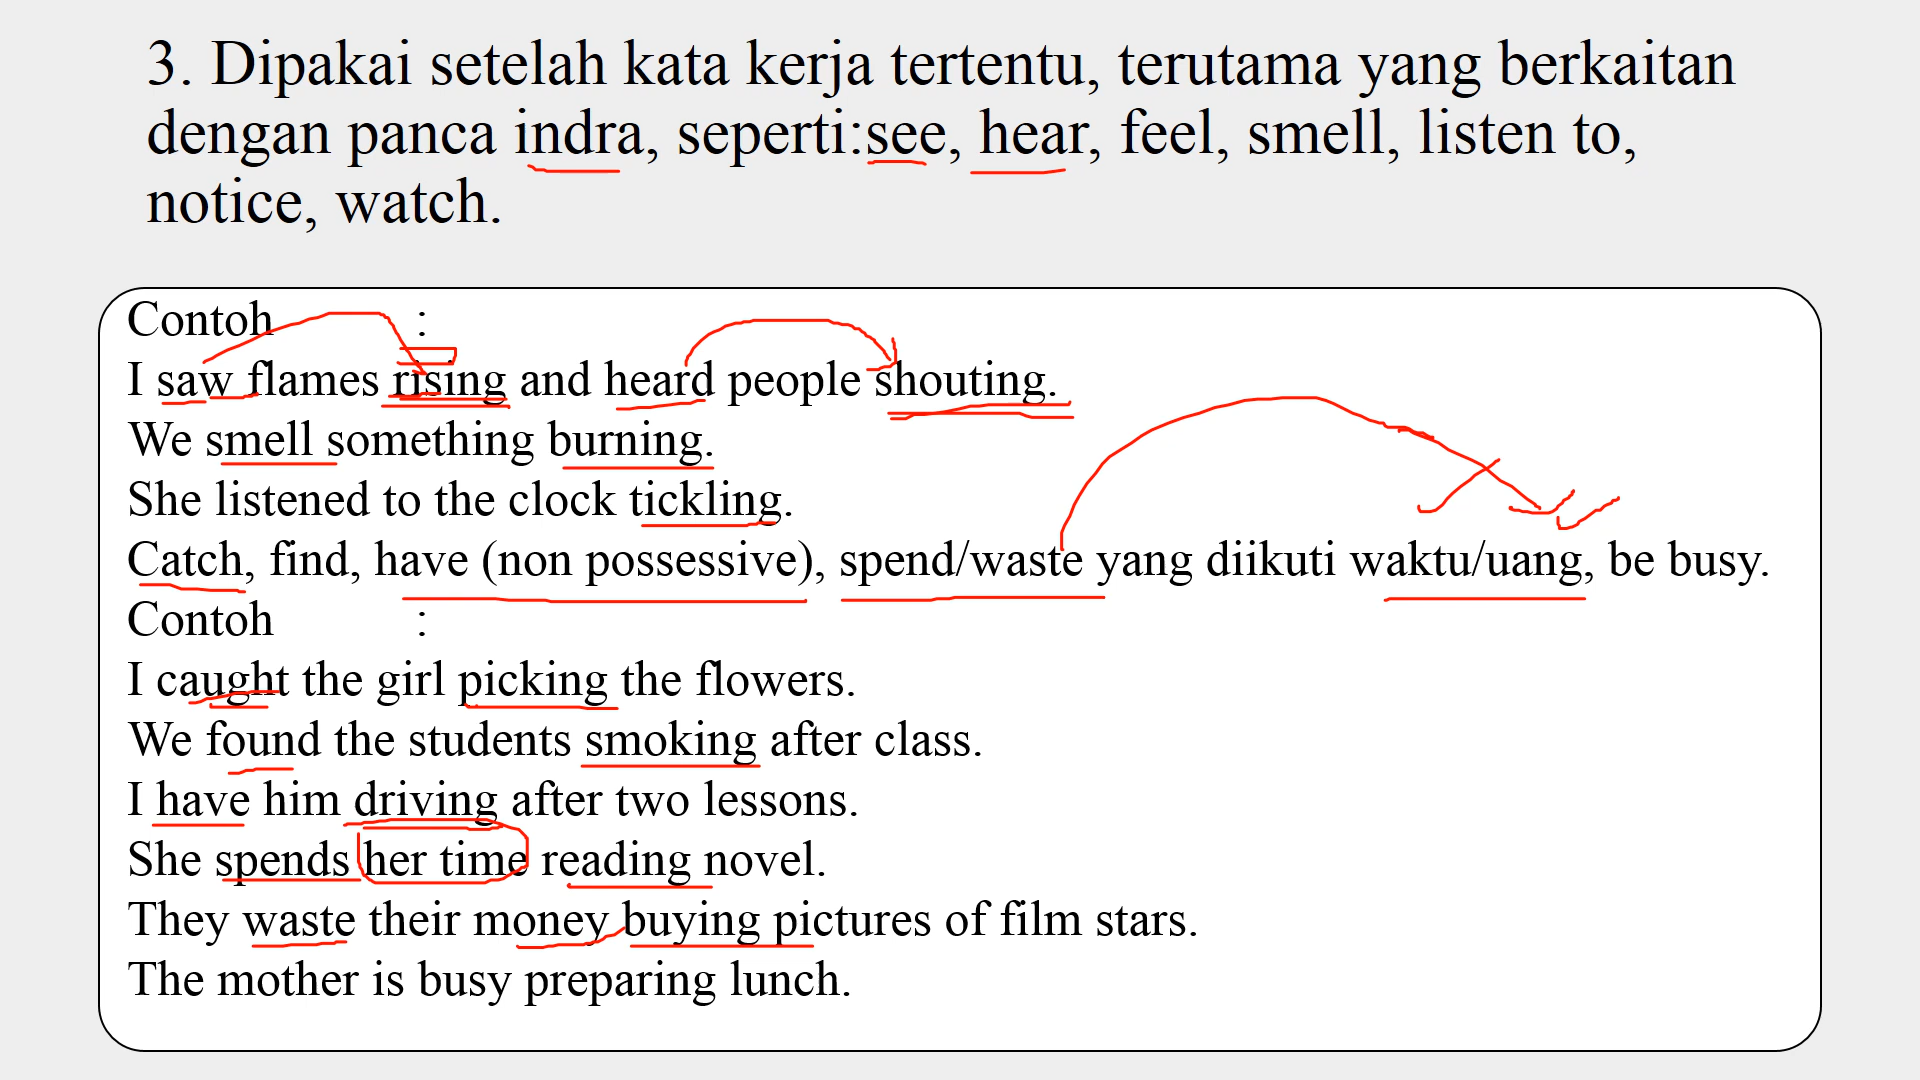 3. Dipakai setelah kata kerja tertentu, terutama yang berkaitan
dengan panca indra, seperti:see, hear, feel, smell, listen to,
notice, watch.
Contoh :
I saw flames rising and heard people shouting.
We smell something burning.
She listened to the clock tickling.
Catch, find, have (non possessive), spend/waste yang diikuti waktu/uang, be busy.
Contoh :
I caught the girl picking the flowers.
We found the students smoking after class.
I have him driving after two lessons.
She spends her time reading novel.
They waste their money buying pictures of film stars.
The mother is busy preparing lunch.